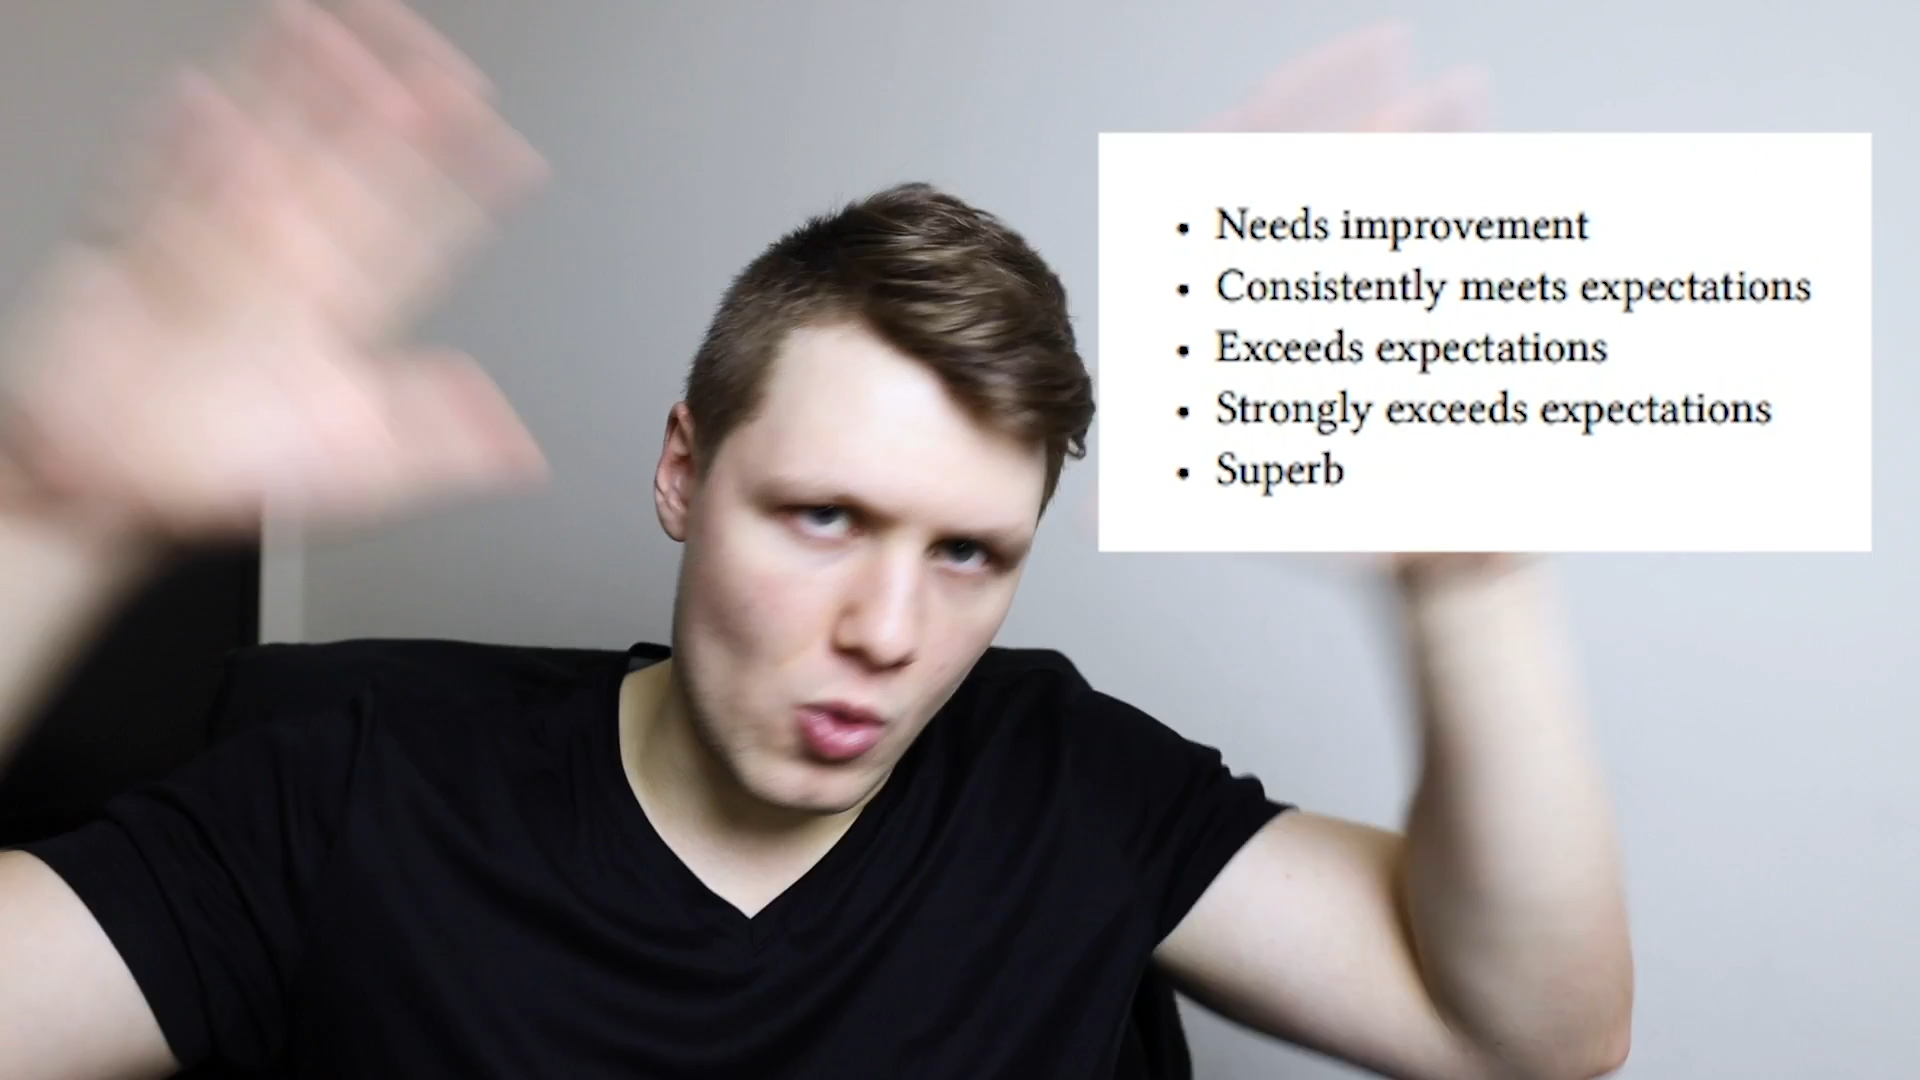 • Needs improvement
• Consistently meets expectations
• Exceeds expectations
• Strongly exceeds expectations
• Superb